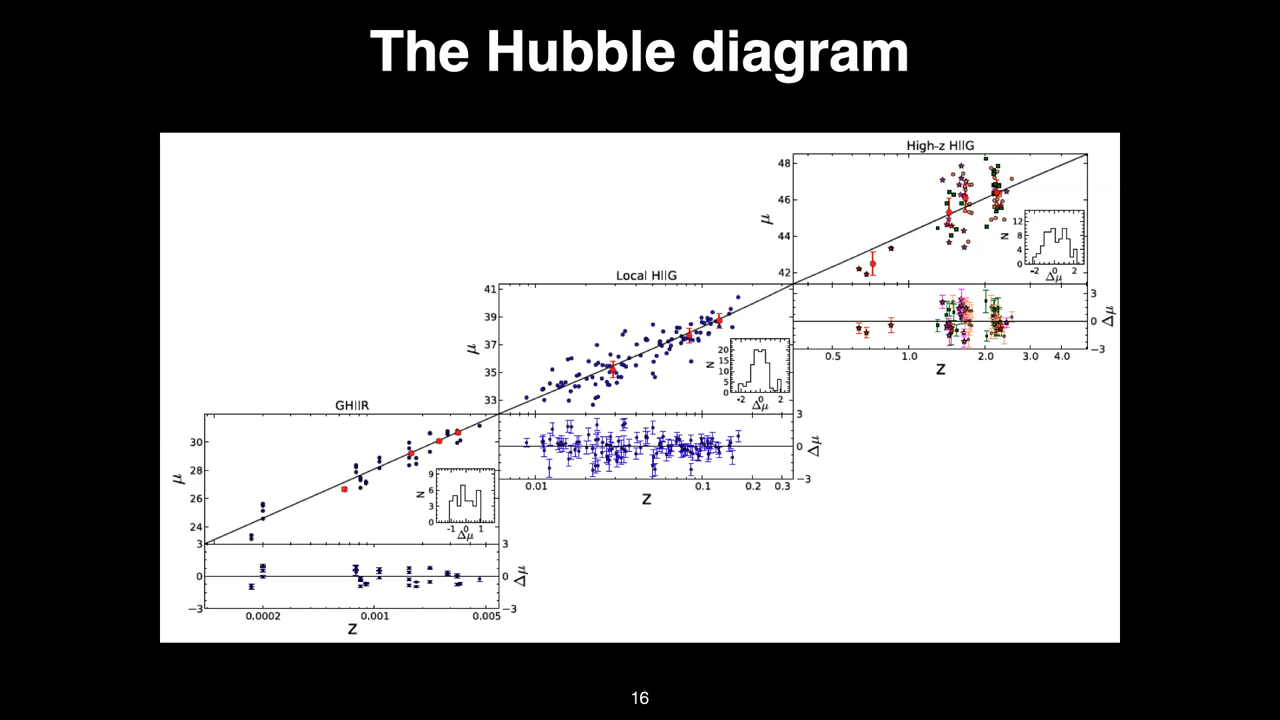 The Hubble diagram
High-z HIIG
48
46
44
42
μ
12
8
4
0
N
−2 0 2
Δμ
3
0
−3
Δμ
0.5 1.0 2.0 3.0 4.0
z
Local HIIG
41
39
37
35
33
μ
20
15
10
5
0
N
−2 0 2
Δμ
3
0
−3
Δμ
0.01 0.1 0.2 0.3
z
GHIIR
30
28
26
24
μ
9
6
3
0
N
−1 0 1
Δμ
3 3
0 0
−3 −3
Δμ
0.0002 0.001 0.005
z
16